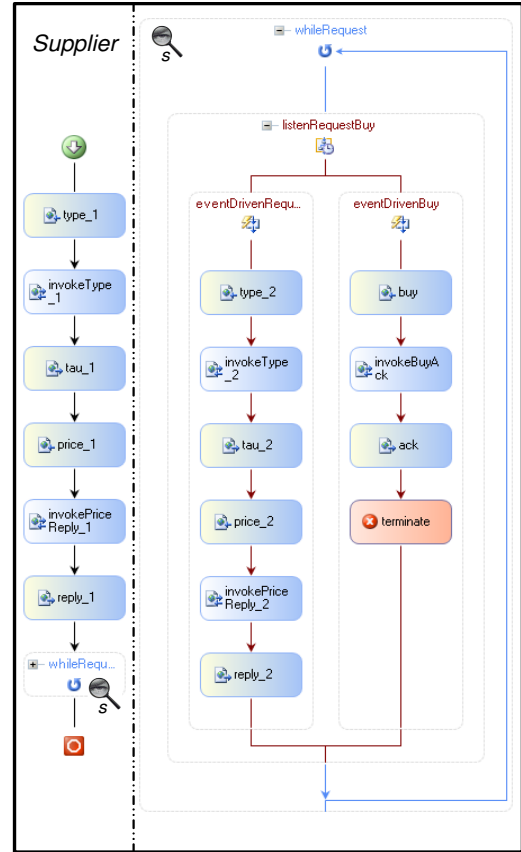 Supplier
type_1
invokeType
_1
tau_1
price_1
invokePrice
Reply_1
reply_1
whileRequ...
s
s
whileRequest
listenRequestBuy
eventDrivenRequ...
type_2
invokeType
_2
tau_2
price_2
invokePrice
Reply_2
reply_2
eventDrivenBuy
buy
invokeBuyA
ck
ack
terminate